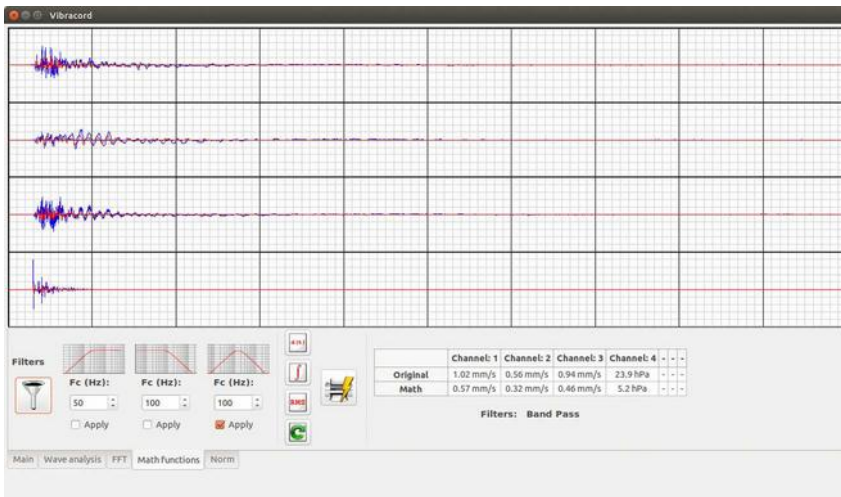 Vibracord
Filters
Fc (Hz): Fc (Hz): Fc (Hz):
50 100 100
Apply Apply Apply
Channel: 1 Channel: 2 Channel: 3 Channel: 4 - - -
Original 1.02 mm/s 0.56 mm/s 0.94 mm/s 23.9 hPa - - -
Math 0.57 mm/s 0.32 mm/s 0.46 mm/s 5.2 hPa - - -
Filters: Band Pass
Main Wave analysis FFT Math functions Norm